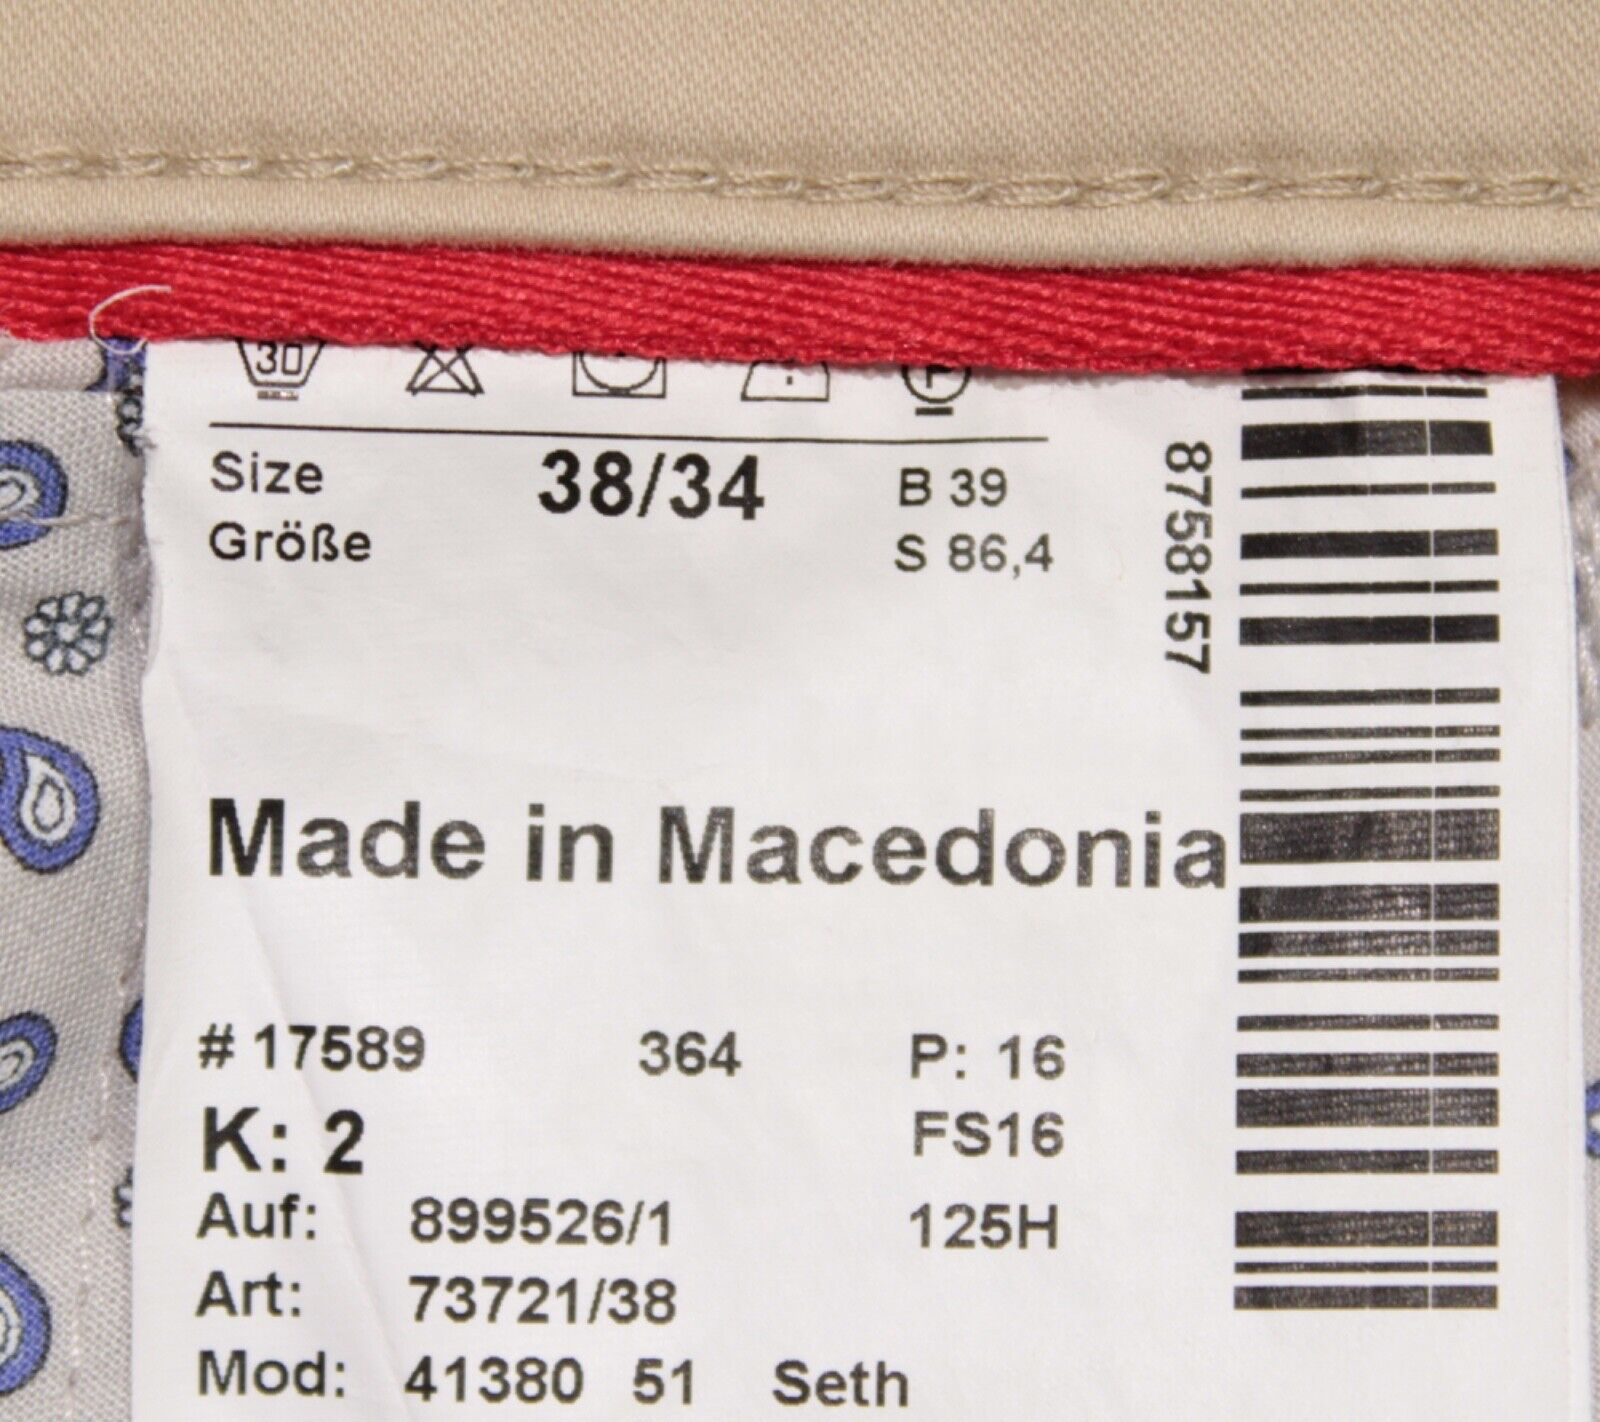 30
P
Size 38/34 B 39
Größe S 86,4
8758157
Made in Macedonia
# 17589 364 P: 16
K: 2 FS16
Auf: 899526/1 125H
Art: 73721/38
Mod: 41380 51 Seth